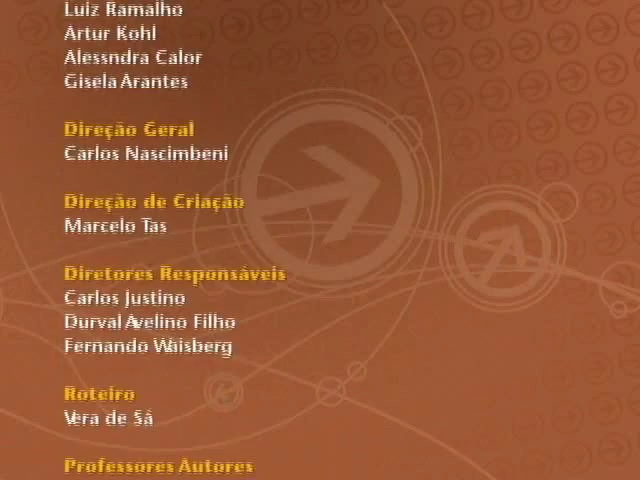 Luiz Ramalho
Artur Kohl
Alessndra Calor
Gisela Arantes
Direção Geral
Carlos Nascimbeni
Direção de Criação
Marcelo Tas
Diretores Responsáveis
Carlos Justino
Durval Avelino Filho
Fernando Waisberg
Roteiro
Vera de Sá
Professores Autores